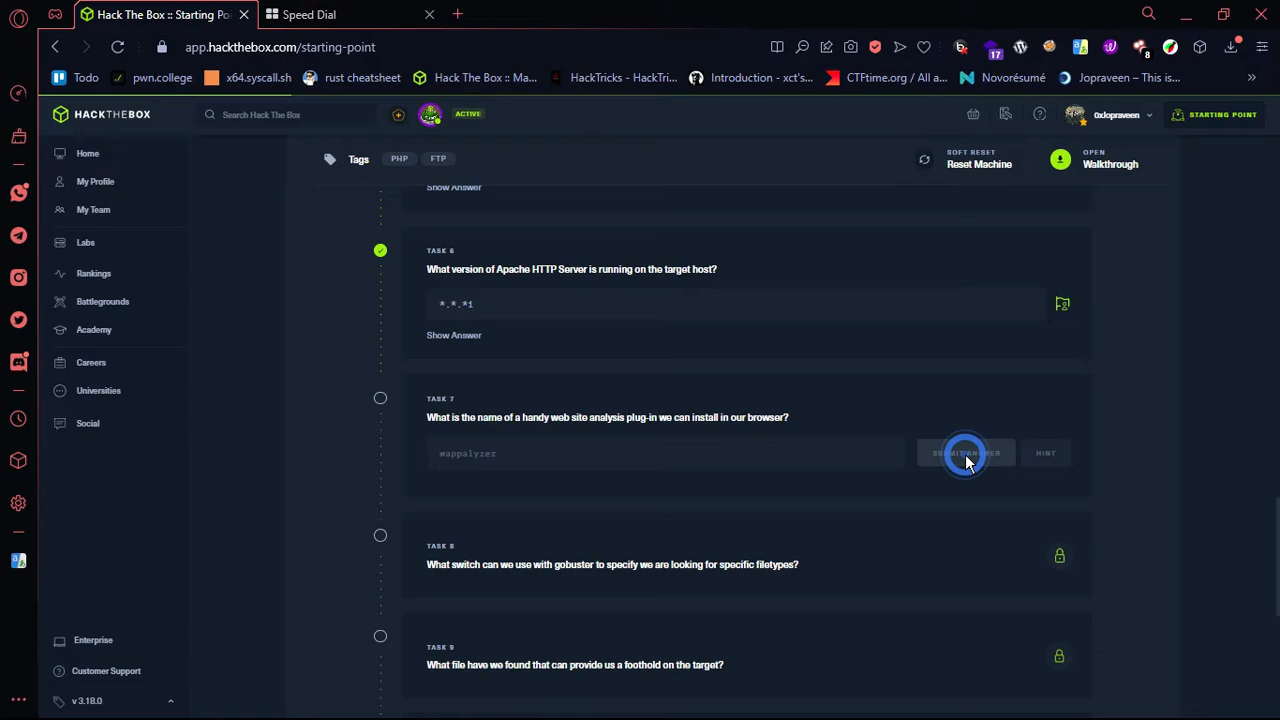 Hack The Box :: Starting Po
Speed Dial
app.hackthebox.com/starting-point
17
8
Todo
pwn.college
x64.syscall.sh
rust cheatsheet
Hack The Box :: Ma...
HackTricks - HackTri...
Introduction - xct's...
CTFtime.org / All a...
Novorésumé
Jopraveen – This is...
HACKTHEBOX
Search Hack The Box
ACTIVE
0xJopraveen
STARTING POINT
Home
My Profile
My Team
Labs
Rankings
Battlegrounds
Academy
Careers
Universities
Social
Enterprise
Customer Support
v 3.18.0
Tags
PHP
FTP
SOFT RESET
Reset Machine
OPEN
Walkthrough
Show Answer
TASK 6
What version of Apache HTTP Server is running on the target host?
*.*.*1
Show Answer
TASK 7
What is the name of a handy web site analysis plug-in we can install in our browser?
wappalyzer
SUBMIT ANSWER
HINT
TASK 8
What switch can we use with gobuster to specify we are looking for specific filetypes?
TASK 9
What file have we found that can provide us a foothold on the target?